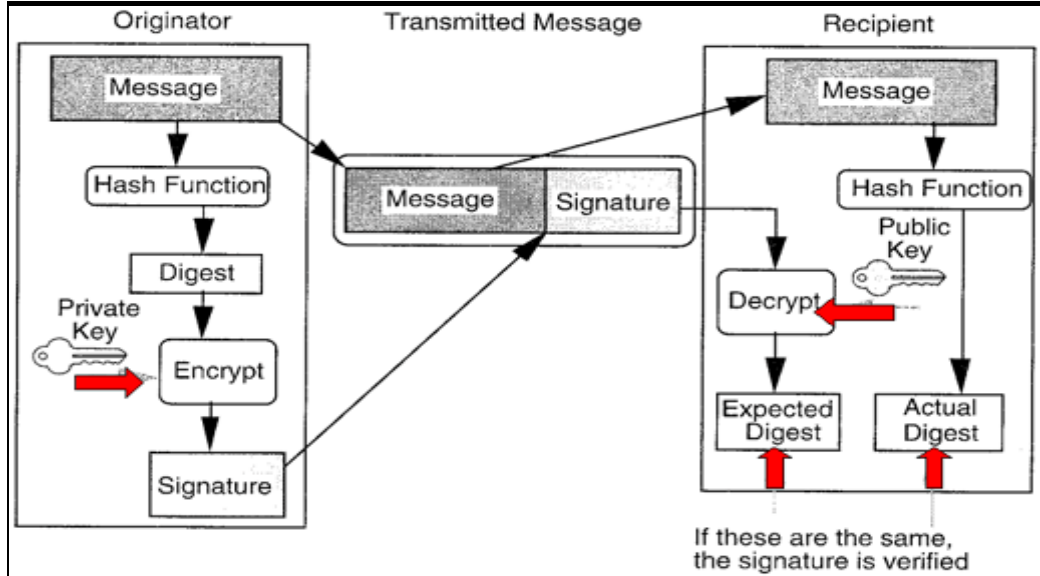 Originator
Transmitted Message
Recipient
Message
Hash Function
Digest
Private
Key
Encrypt
Signature
Message
Signature
Message
Hash Function
Public
Key
Decrypt
Expected
Digest
Actual
Digest
If these are the same,
the signature is verified